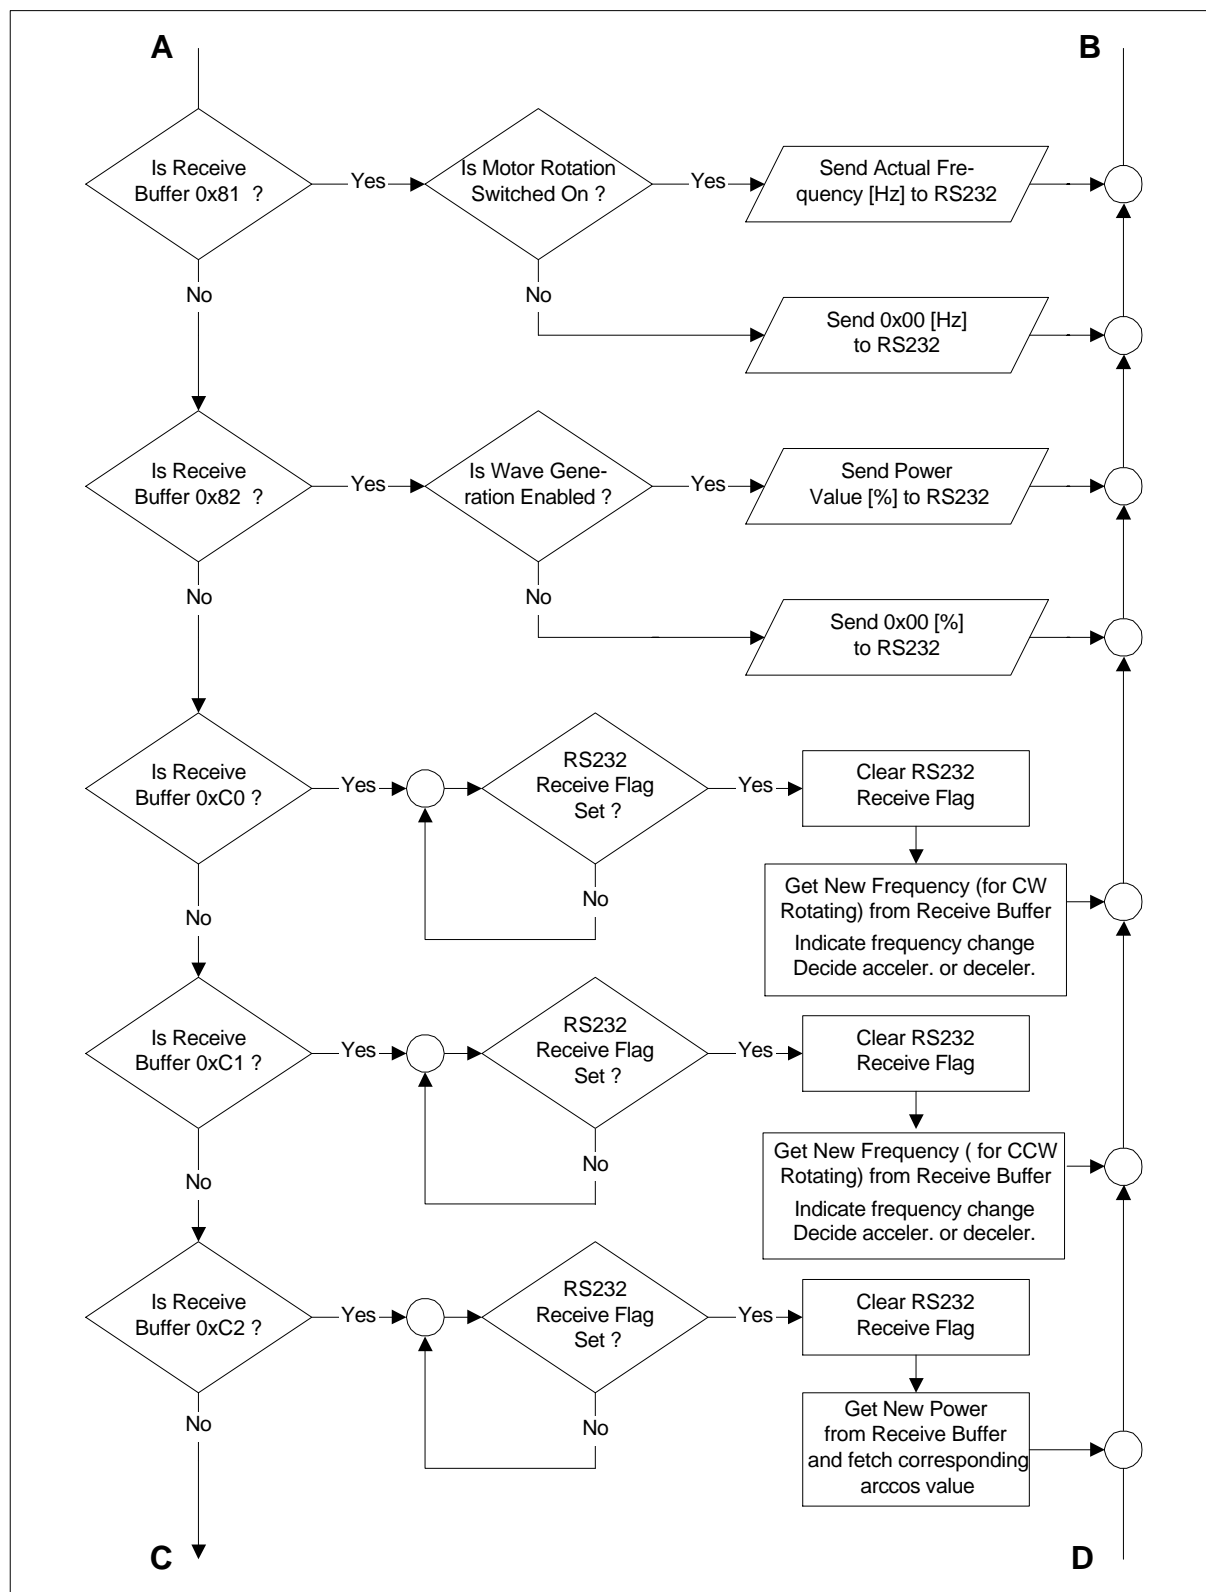 A
B
Is Receive
Buffer 0x81 ?
Yes
Is Motor Rotation
Switched On ?
Yes
Send Actual Fre-
quency [Hz] to RS232
No
No
Send 0x00 [Hz]
to RS232
Is Receive
Buffer 0x82 ?
Yes
Is Wave Gene-
ration Enabled ?
Yes
Send Power
Value [%] to RS232
No
No
Send 0x00 [%]
to RS232
Is Receive
Buffer 0xC0 ?
Yes
RS232
Receive Flag
Set ?
Yes
Clear RS232
Receive Flag
No
No
Get New Frequency (for CW
Rotating) from Receive Buffer
Indicate frequency change
Decide acceler. or deceler.
Is Receive
Buffer 0xC1 ?
Yes
RS232
Receive Flag
Set ?
Yes
Clear RS232
Receive Flag
No
No
Get New Frequency ( for CCW
Rotating) from Receive Buffer
Indicate frequency change
Decide acceler. or deceler.
Is Receive
Buffer 0xC2 ?
Yes
RS232
Receive Flag
Set ?
Yes
Clear RS232
Receive Flag
No
No
Get New Power
from Receive Buffer
and fetch corresponding
arccos value
C
D